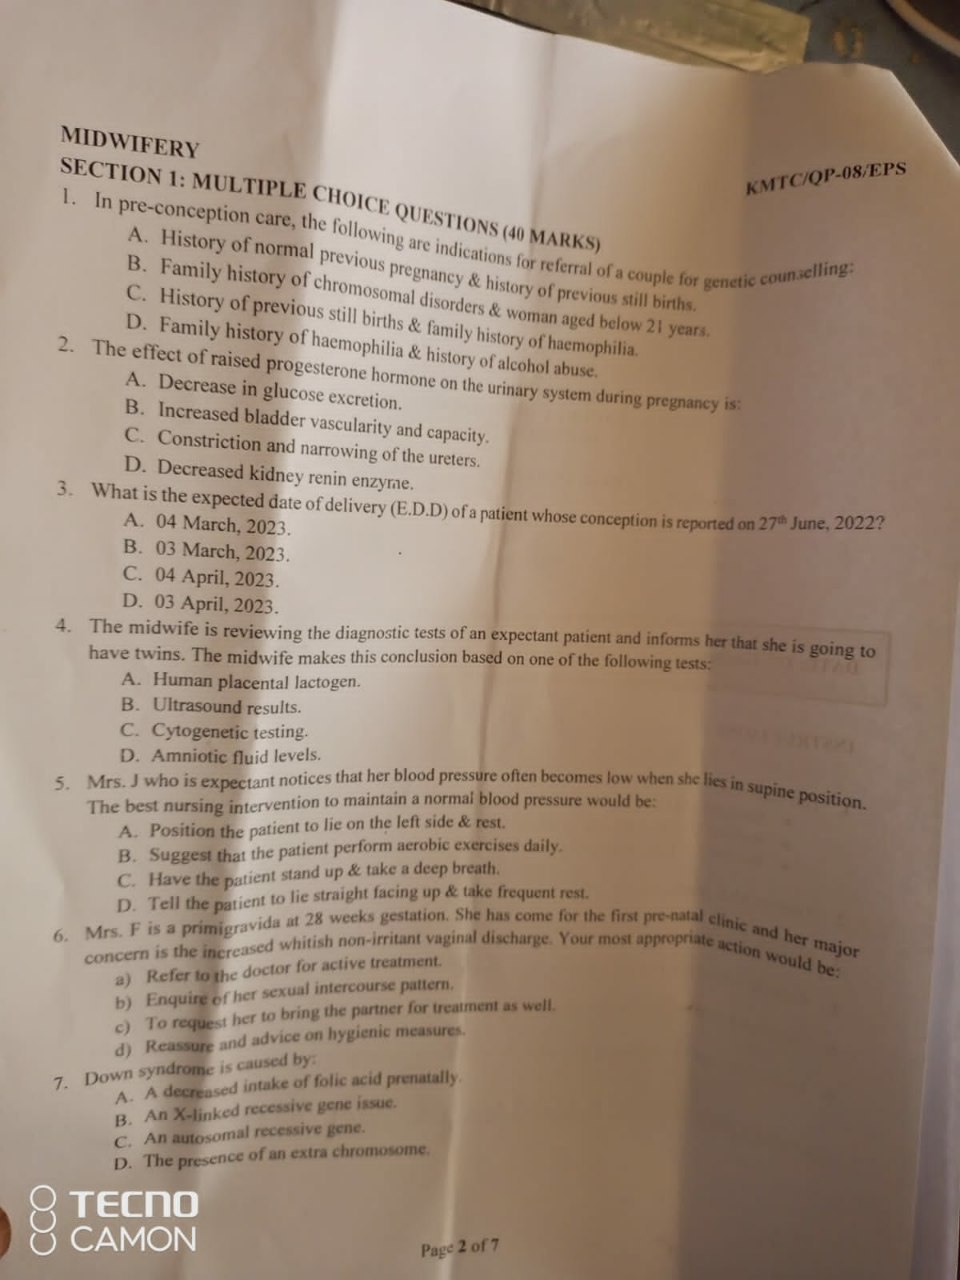 MIDWIFERY
KMTC/QP-08/EPS
SECTION 1: MULTIPLE CHOICE QUESTIONS (40 MARKS)
1. In pre-conception care, the following are indications for referral of a couple for genetic counselling:
A. History of normal previous pregnancy & history of previous still births.
B. Family history of chromosomal disorders & woman aged below 21 years.
C. History of previous still births & family history of haemophilia.
D. Family history of haemophilia & history of alcohol abuse.
2. The effect of raised progesterone hormone on the urinary system during pregnancy is:
A. Decrease in glucose excretion.
B. Increased bladder vascularity and capacity.
C. Constriction and narrowing of the ureters.
D. Decreased kidney renin enzyme.
3. What is the expected date of delivery (E.D.D) of a patient whose conception is reported on 27th June, 2022?
A. 04 March, 2023.
B. 03 March, 2023.
C. 04 April, 2023.
D. 03 April, 2023.
4. The midwife is reviewing the diagnostic tests of an expectant patient and informs her that she is going to
have twins. The midwife makes this conclusion based on one of the following tests:
A. Human placental lactogen.
B. Ultrasound results.
C. Cytogenetic testing.
D. Amniotic fluid levels.
5. Mrs. J who is expectant notices that her blood pressure often becomes low when she lies in supine position.
The best nursing intervention to maintain a normal blood pressure would be:
A. Position the patient to lie on the left side & rest.
B. Suggest that the patient perform aerobic exercises daily.
C. Have the patient stand up & take a deep breath.
D. Tell the patient to lie straight facing up & take frequent rest.
6. Mrs. F is a primigravida at 28 weeks gestation. She has come for the first pre-natal clinic and her major
concern is the increased whitish non-irritant vaginal discharge. Your most appropriate action would be:
a) Refer to the doctor for active treatment.
b) Enquire of her sexual intercourse pattern.
c) To request her to bring the partner for treatment as well.
d) Reassure and advice on hygienic measures.
7. Down syndrome is caused by:
A. A decreased intake of folic acid prenatally.
B. An X-linked recessive gene issue.
C. An autosomal recessive gene.
D. The presence of an extra chromosome.
TECNO
CAMON
Page 2 of 7